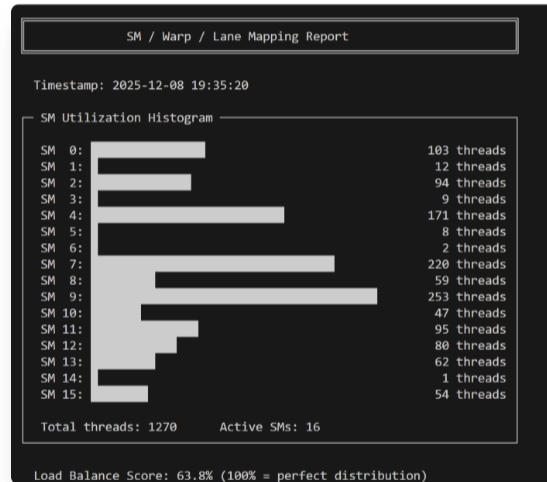 SM / Warp / Lane Mapping Report
Timestamp: 2025-12-08 19:35:20
SM Utilization Histogram
SM 0: 103 threads
SM 1: 12 threads
SM 2: 94 threads
SM 3: 9 threads
SM 4: 171 threads
SM 5: 8 threads
SM 6: 2 threads
SM 7: 220 threads
SM 8: 59 threads
SM 9: 253 threads
SM 10: 47 threads
SM 11: 95 threads
SM 12: 80 threads
SM 13: 62 threads
SM 14: 1 threads
SM 15: 54 threads
Total threads: 1270 Active SMs: 16
Load Balance Score: 63.8% (100% = perfect distribution)